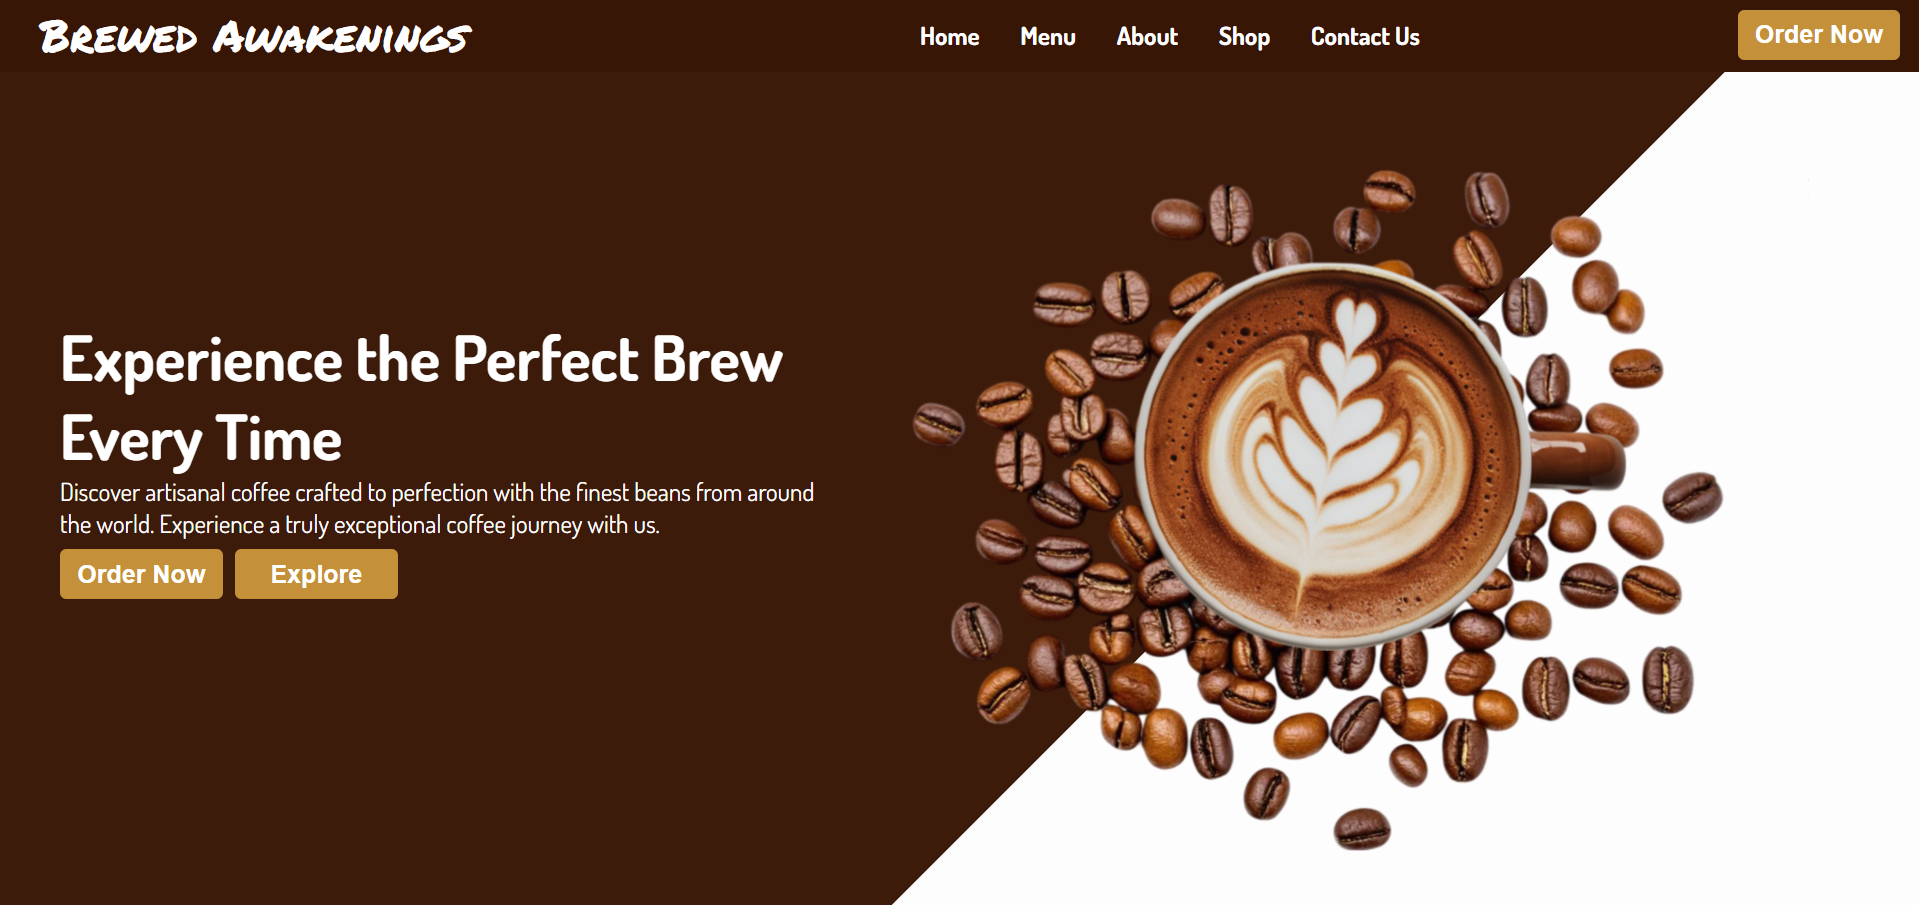 Brewed Awakenings
Home Menu About Shop Contact Us
Order Now
Experience the Perfect Brew
Every Time
Discover artisanal coffee crafted to perfection with the finest beans from around
the world. Experience a truly exceptional coffee journey with us.
Order Now Explore